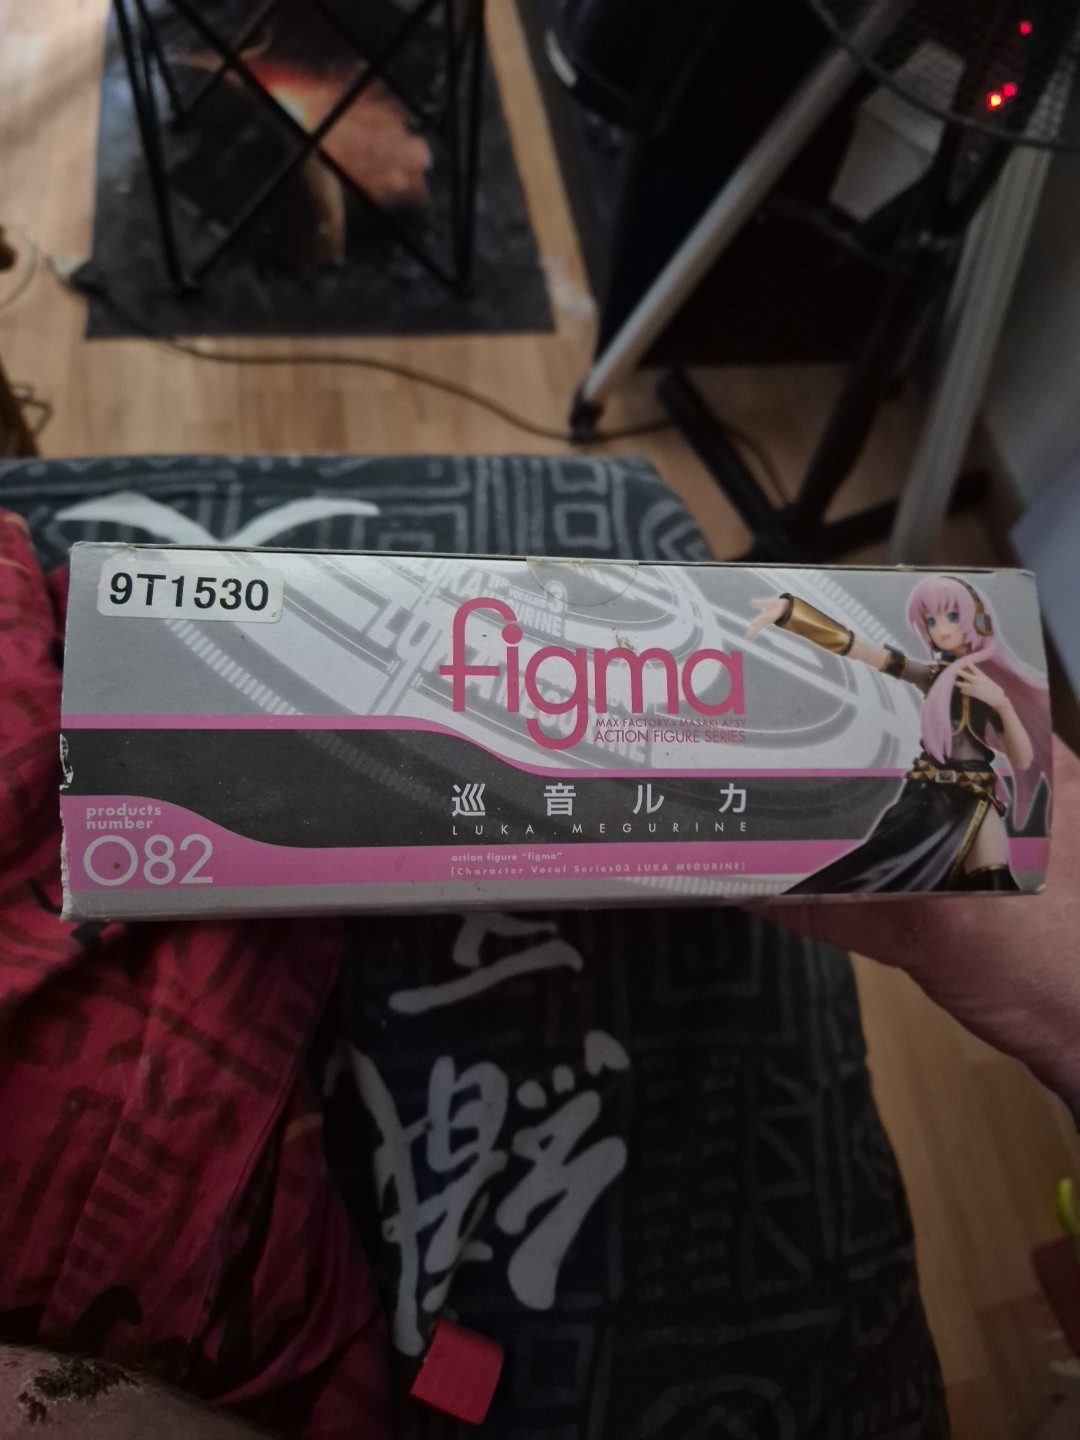 9T1530
figma
MAX FACTORY × MASAKI APSY
ACTION FIGURE SERIES
巡音ルカ
LUKA MEGURINE
products
number
082
action figure "figma"
[Character Vocal Series03 LUKA MEGURINE]